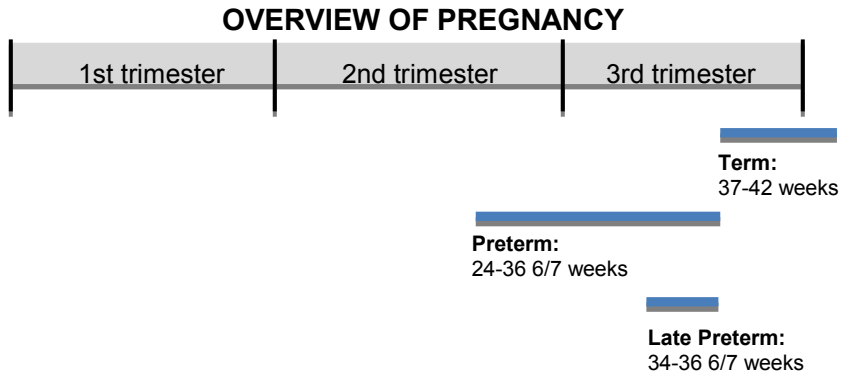 OVERVIEW OF PREGNANCY
1st trimester 2nd trimester 3rd trimester
Term:
37-42 weeks
Preterm:
24-36 6/7 weeks
Late Preterm:
34-36 6/7 weeks